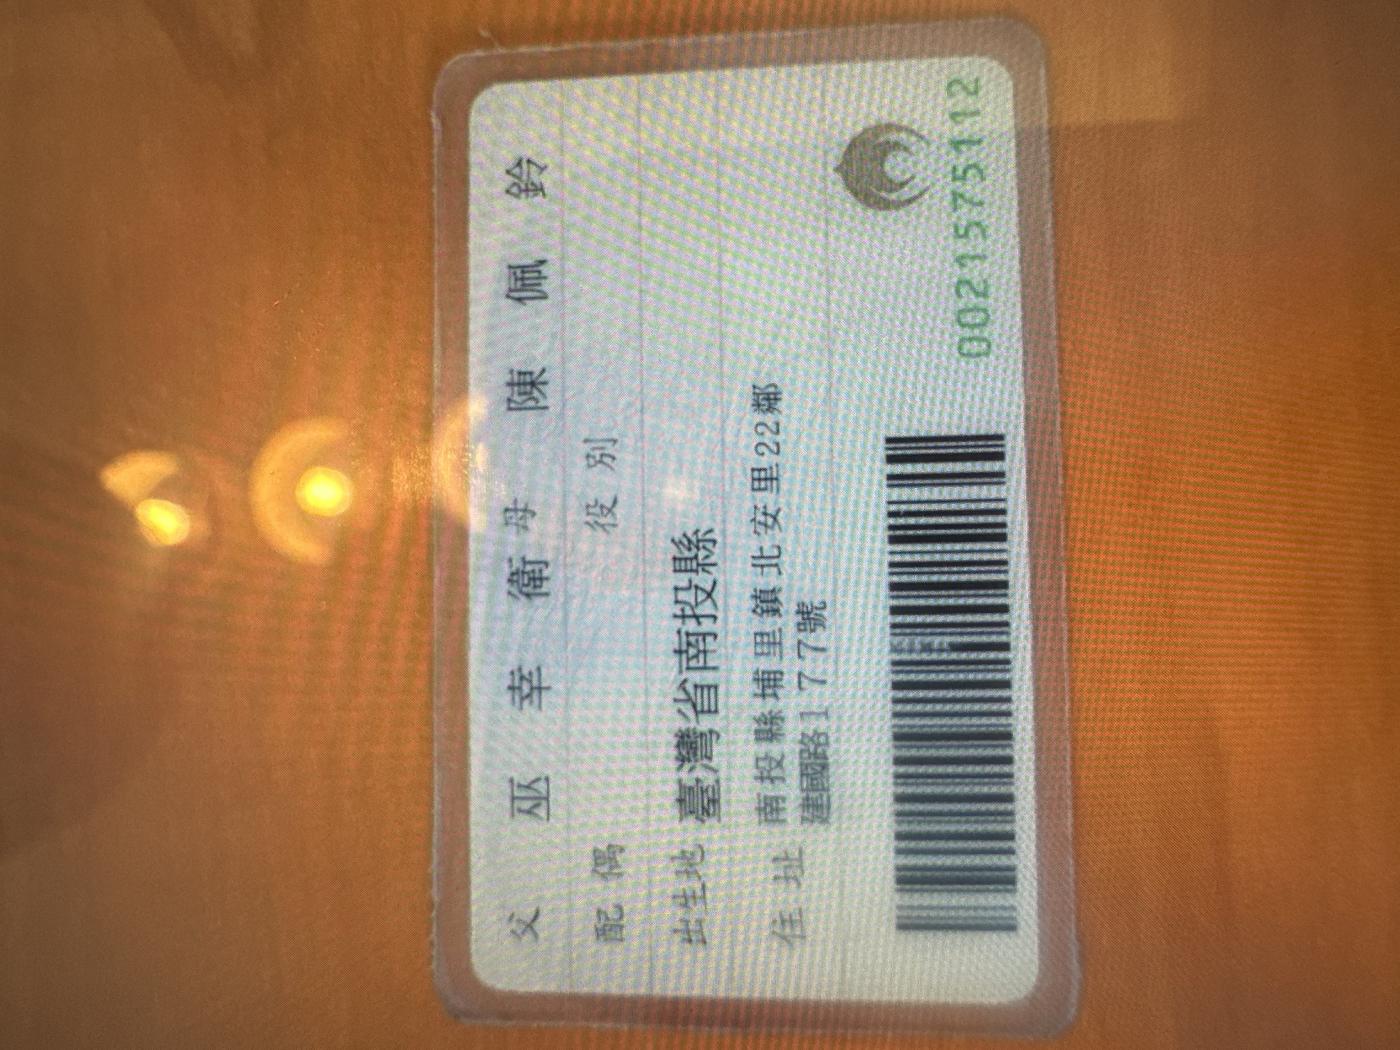 父 巫幸衛 母 陳佩鈴
配偶 役別
出生地 臺灣省南投縣
住址 南投縣埔里鎮北安里22鄰
建國路177號
0021575112